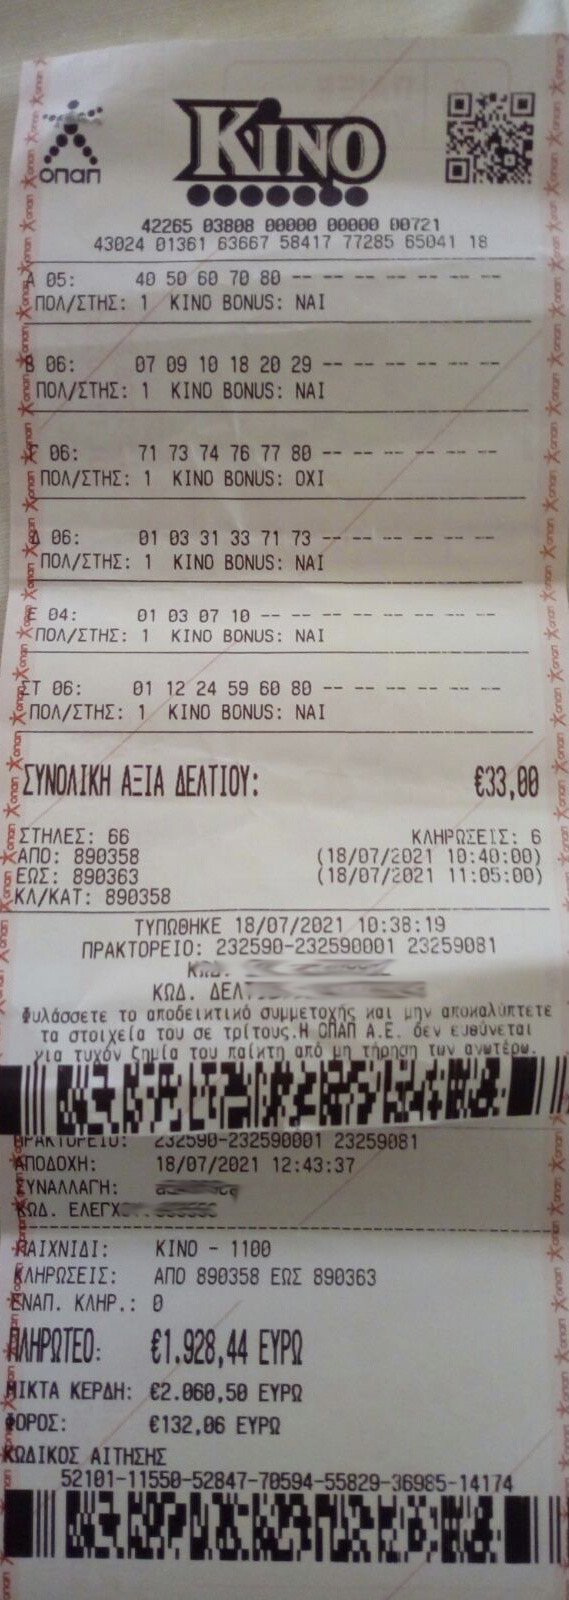 οπαπ
KINO
42265 03808 00000 00000 00721
43024 01361 63667 58417 77285 65041 18
Α 05: 40 50 60 70 80 -- -- -- -- -- -- --
ΠΟΛ/ΣΤΗΣ: 1 KINO BONUS: ΝΑΙ
Β 06: 07 09 10 18 20 29 -- -- -- -- -- --
ΠΟΛ/ΣΤΗΣ: 1 KINO BONUS: ΝΑΙ
Γ 06: 71 73 74 76 77 80 -- -- -- -- -- --
ΠΟΛ/ΣΤΗΣ: 1 KINO BONUS: ΟΧΙ
Δ 06: 01 03 31 33 71 73 -- -- -- -- -- --
ΠΟΛ/ΣΤΗΣ: 1 KINO BONUS: ΝΑΙ
Ε 04: 01 03 07 10 -- -- -- -- -- -- -- --
ΠΟΛ/ΣΤΗΣ: 1 KINO BONUS: ΝΑΙ
ΣΤ 06: 01 12 24 59 60 80 -- -- -- -- -- --
ΠΟΛ/ΣΤΗΣ: 1 KINO BONUS: ΝΑΙ
ΣΥΝΟΛΙΚΗ ΑΞΙΑ ΔΕΛΤΙΟΥ: €33,00
ΣΤΗΛΕΣ: 66 ΚΛΗΡΩΣΕΙΣ: 6
ΑΠΟ: 890358 (18/07/2021 10:40:00)
ΕΩΣ: 890363 (18/07/2021 11:05:00)
ΚΛ/ΚΑΤ: 890358
ΤΥΠΩΘΗΚΕ 18/07/2021 10:38:19
ΠΡΑΚΤΟΡΕΙΟ: 232590-232590001 23259081
ΚΩΔ.
ΚΩΔ. ΔΕΛ
Φυλάσσετε το αποδεικτικό συμμετοχής και μην αποκαλύπτετε
τα στοιχεία του σε τρίτους.Η ΟΠΑΠ Α.Ε. δεν ευθύνεται
για τυχόν ζημία του παίκτη από μη τήρηση των ανωτέρω.
ΠΡΑΚΤΟΡΕΙΟ: 232590-232590001 23259081
ΑΠΟΔΟΧΗ: 18/07/2021 12:43:37
ΣΥΝΑΛΛΑΓΗ:
ΚΩΔ. ΕΛΕΓΧΟΥ:
ΠΑΙΧΝΙΔΙ: KINO - 1100
ΚΛΗΡΩΣΕΙΣ: ΑΠΟ 890358 ΕΩΣ 890363
ΕΝΑΠ. ΚΛΗΡ.: 0
ΠΛΗΡΩΤΕΟ: €1.928,44 ΕΥΡΩ
ΜΙΚΤΑ ΚΕΡΔΗ: €2.060,50 ΕΥΡΩ
ΦΟΡΟΣ: €132,06 ΕΥΡΩ
ΚΩΔΙΚΟΣ ΑΙΤΗΣΗΣ
52101-11550-52847-70594-55829-36985-14174